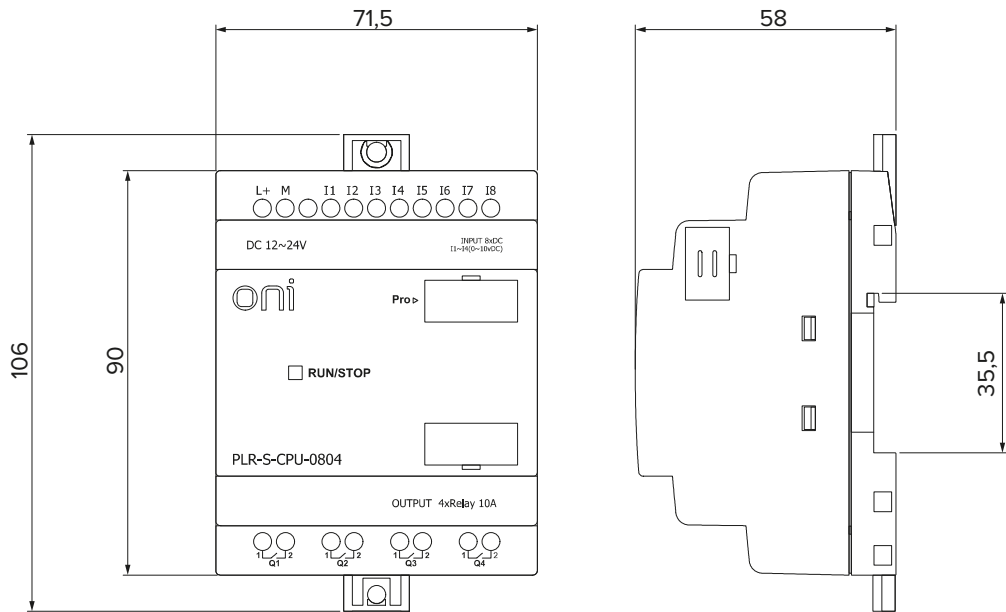 71,5
58
106
90
35,5
L+ M I1 I2 I3 I4 I5 I6 I7 I8
DC 12~24V
INPUT 8xDC
I1~I4(0~10vDC)
oni
Pro
RUN/STOP
PLR-S-CPU-0804
OUTPUT 4xRelay 10A
1 2 1 2 1 2 1 2
Q1 Q2 Q3 Q4